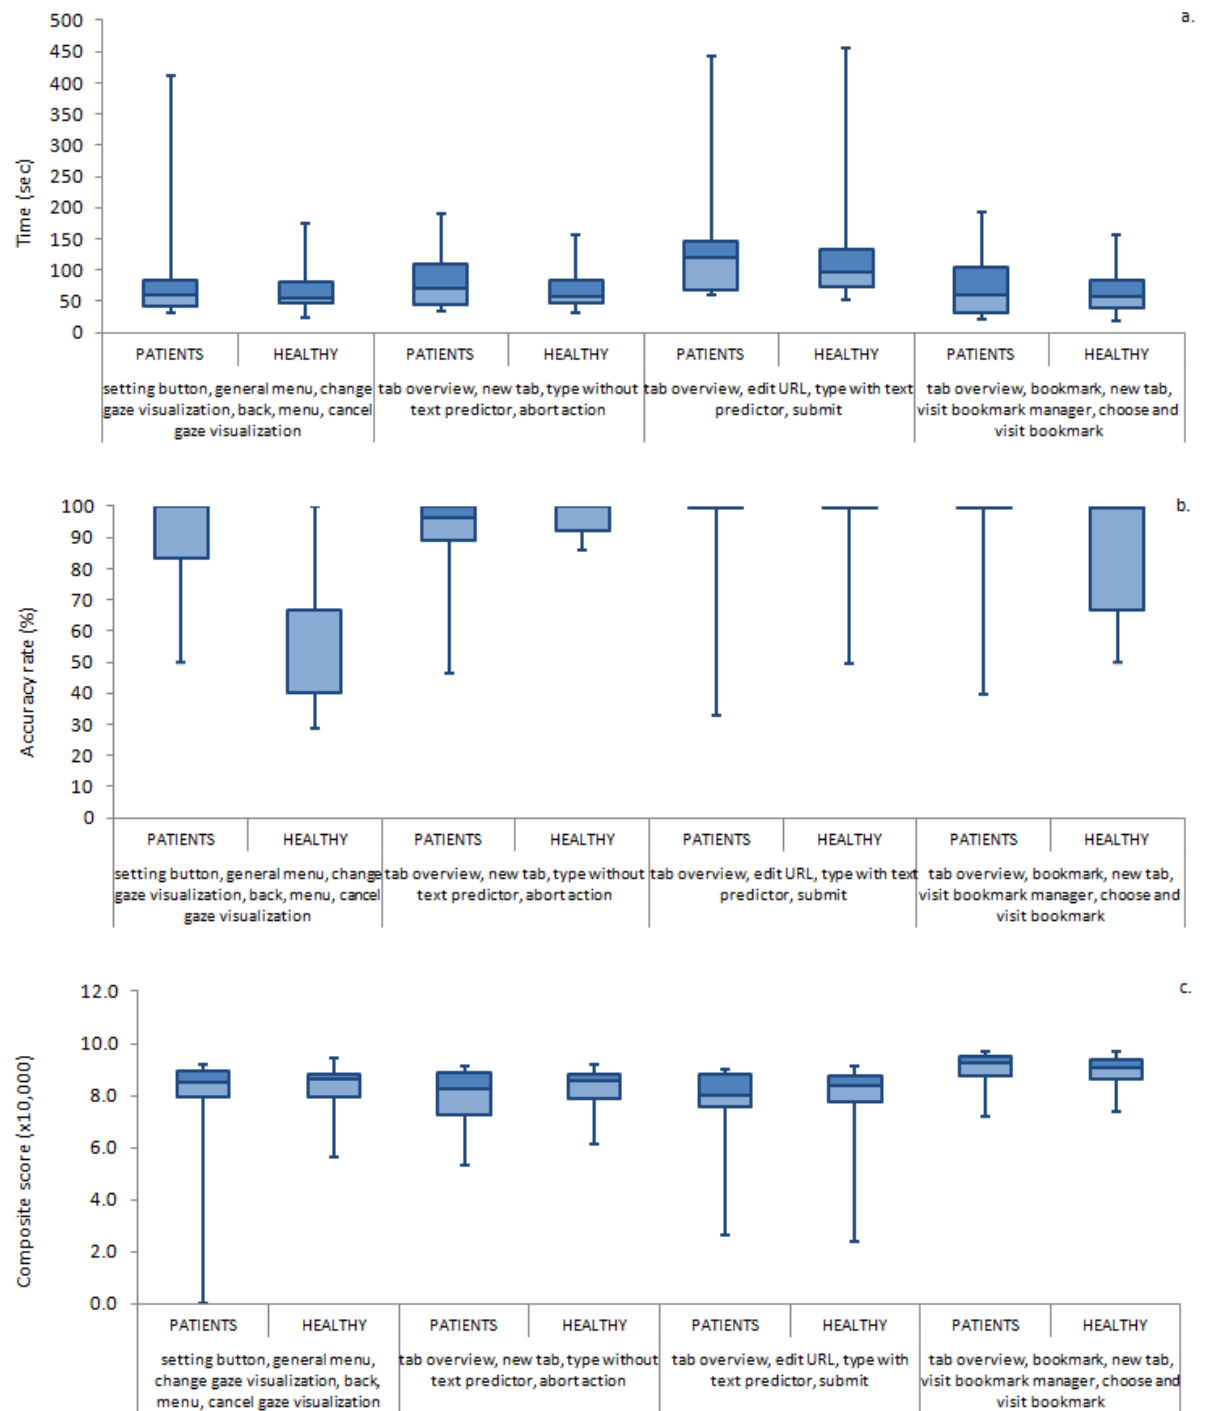 a.
500
450
400
350
300
250
200
150
100
50
0
Time (sec)
PATIENTS HEALTHY PATIENTS HEALTHY PATIENTS HEALTHY PATIENTS HEALTHY
setting button, general menu, change
gaze visualization, back, menu, cancel
gaze visualization
tab overview, new tab, type without
text predictor, abort action
tab overview, edit URL, type with text
predictor, submit
tab overview, bookmark, new tab,
visit bookmark manager, choose and
visit bookmark
b.
100
90
80
70
60
50
40
30
20
10
0
Accuracy rate (%)
PATIENTS HEALTHY PATIENTS HEALTHY PATIENTS HEALTHY PATIENTS HEALTHY
setting button, general menu, change
gaze visualization, back, menu, cancel
gaze visualization
tab overview, new tab, type without
text predictor, abort action
tab overview, edit URL, type with text
predictor, submit
tab overview, bookmark, new tab,
visit bookmark manager, choose and
visit bookmark
c.
12.0
10.0
8.0
6.0
4.0
2.0
0.0
Composite score (x10,000)
PATIENTS HEALTHY PATIENTS HEALTHY PATIENTS HEALTHY PATIENTS HEALTHY
setting button, general menu,
change gaze visualization, back,
menu, cancel gaze visualization
tab overview, new tab, type without
text predictor, abort action
tab overview, edit URL, type with
text predictor, submit
tab overview, bookmark, new tab,
visit bookmark manager, choose and
visit bookmark